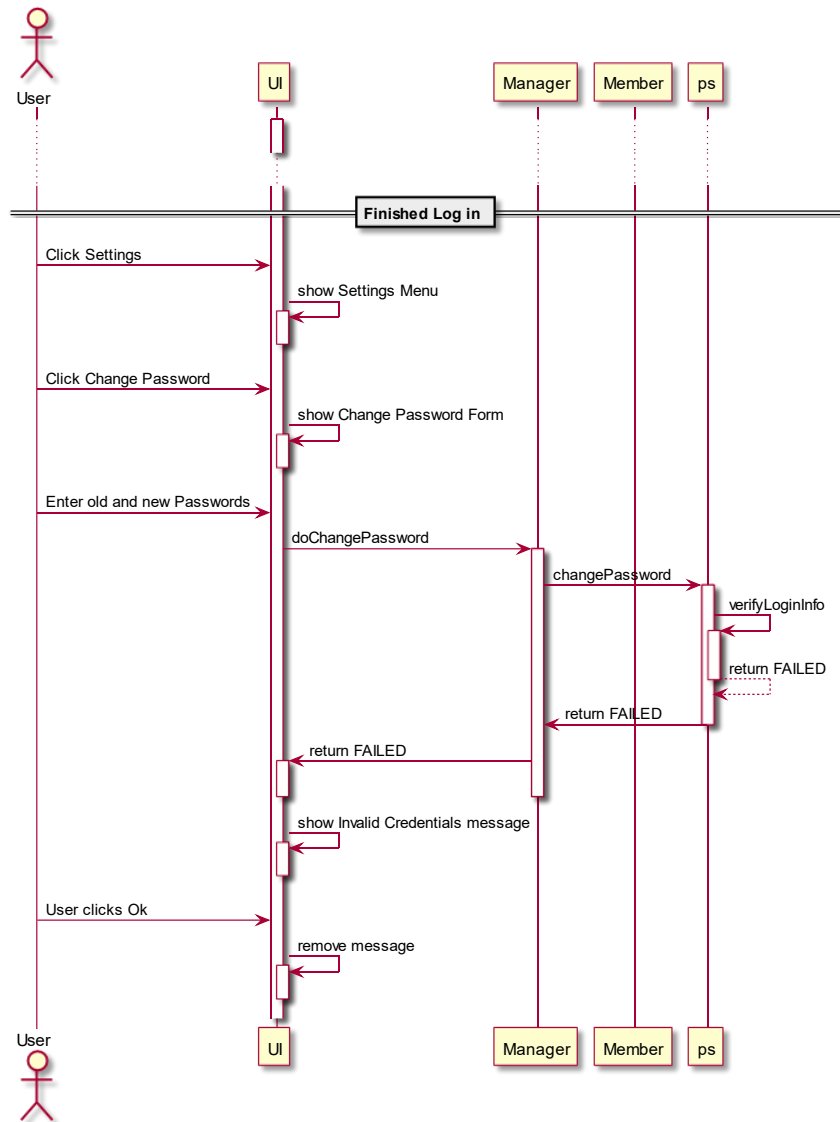 User
UI
Manager
Member
ps
Finished Log in
Click Settings
show Settings Menu
Click Change Password
show Change Password Form
Enter old and new Passwords
doChangePassword
changePassword
verifyLoginInfo
return FAILED
return FAILED
return FAILED
show Invalid Credentials message
User clicks Ok
remove message
User
UI
Manager
Member
ps